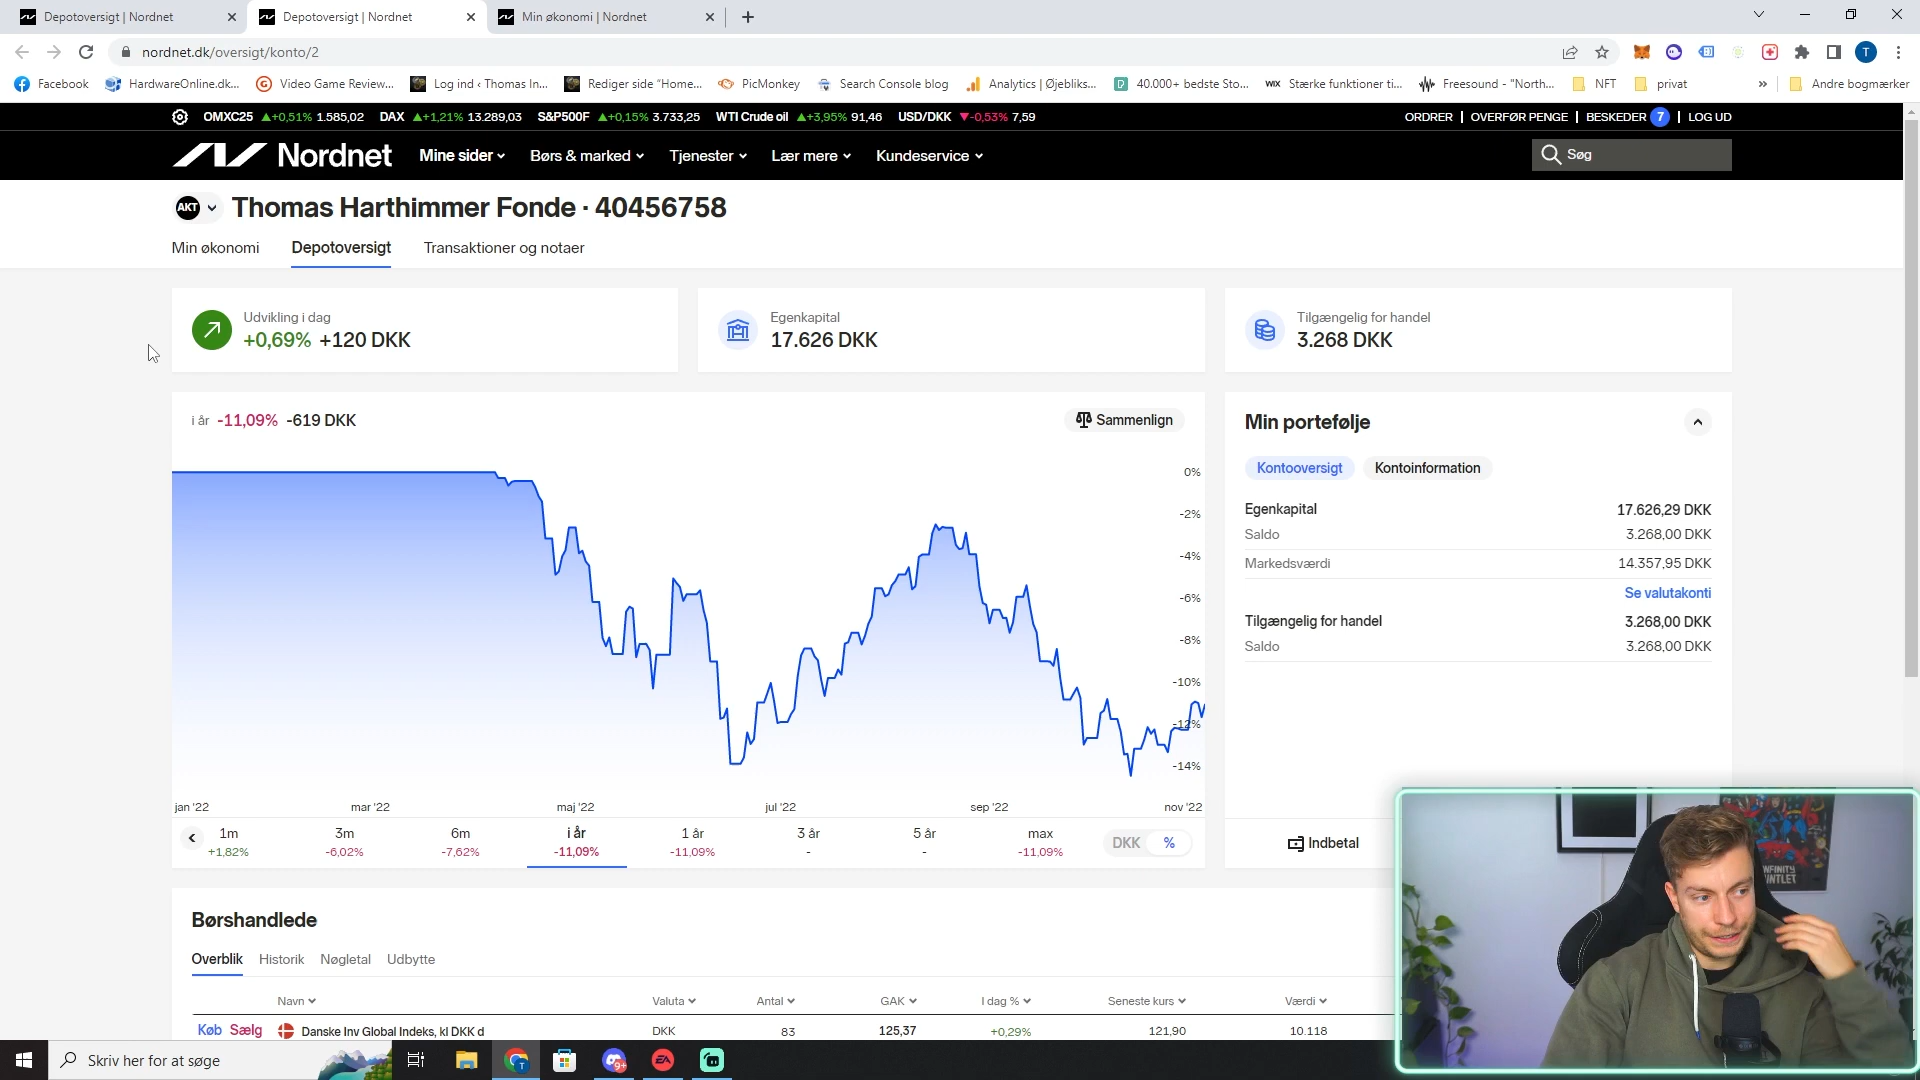 Depotoversigt | Nordnet
Depotoversigt | Nordnet
Min økonomi | Nordnet
nordnet.dk/oversigt/konto/2
T
Facebook
HardwareOnline.dk...
Video Game Review...
Log ind ‹ Thomas In...
Rediger side "Home...
PicMonkey
Search Console blog
Analytics | Øjebliks...
40.000+ bedste Sto...
WIX Stærke funktioner ti...
Freesound - "North...
NFT
privat
»
Andre bogmærker
OMXC25 ▲+0,51% 1.585,02
DAX ▲+1,21% 13.289,03
S&P500F ▲+0,15% 3.733,25
WTI Crude oil ▲+3,95% 91,46
USD/DKK ▼-0,53% 7,59
ORDRER | OVERFØR PENGE | BESKEDER 7 | LOG UD
Nordnet
Mine sider
Børs & marked
Tjenester
Lær mere
Kundeservice
Søg
AKT
Thomas Harthimmer Fonde · 40456758
Min økonomi
Depotoversigt
Transaktioner og notaer
Udvikling i dag
+0,69% +120 DKK
Egenkapital
17.626 DKK
Tilgængelig for handel
3.268 DKK
i år -11,09% -619 DKK
Sammenlign
0%
-2%
-4%
-6%
-8%
-10%
-12%
-14%
jan '22
mar '22
maj '22
jul '22
sep '22
nov '22
1m
+1,82%
3m
-6,02%
6m
-7,62%
i år
-11,09%
1 år
-11,09%
3 år
-
5 år
-
max
-11,09%
DKK %
Min portefølje
Kontooversigt
Kontoinformation
Egenkapital 17.626,29 DKK
Saldo 3.268,00 DKK
Markedsværdi 14.357,95 DKK
Se valutakonti
Tilgængelig for handel 3.268,00 DKK
Saldo 3.268,00 DKK
Indbetal
Børshandlede
Overblik
Historik
Nøgletal
Udbytte
Navn
Valuta
Antal
GAK
I dag %
Seneste kurs
Værdi
Køb Sælg Danske Inv Global Indeks, kl DKK d DKK 83 125,37 +0,29% 121,90 10.118
INFINITY
Skriv her for at søge
T
9+
EA